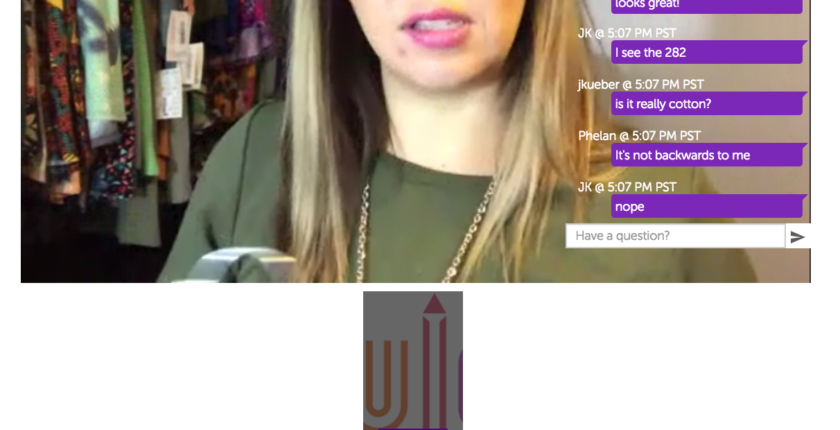 looks great!
JK @ 5:07 PM PST
I see the 282
jkueber @ 5:07 PM PST
is it really cotton?
Phelan @ 5:07 PM PST
It's not backwards to me
JK @ 5:07 PM PST
nope
Have a question?